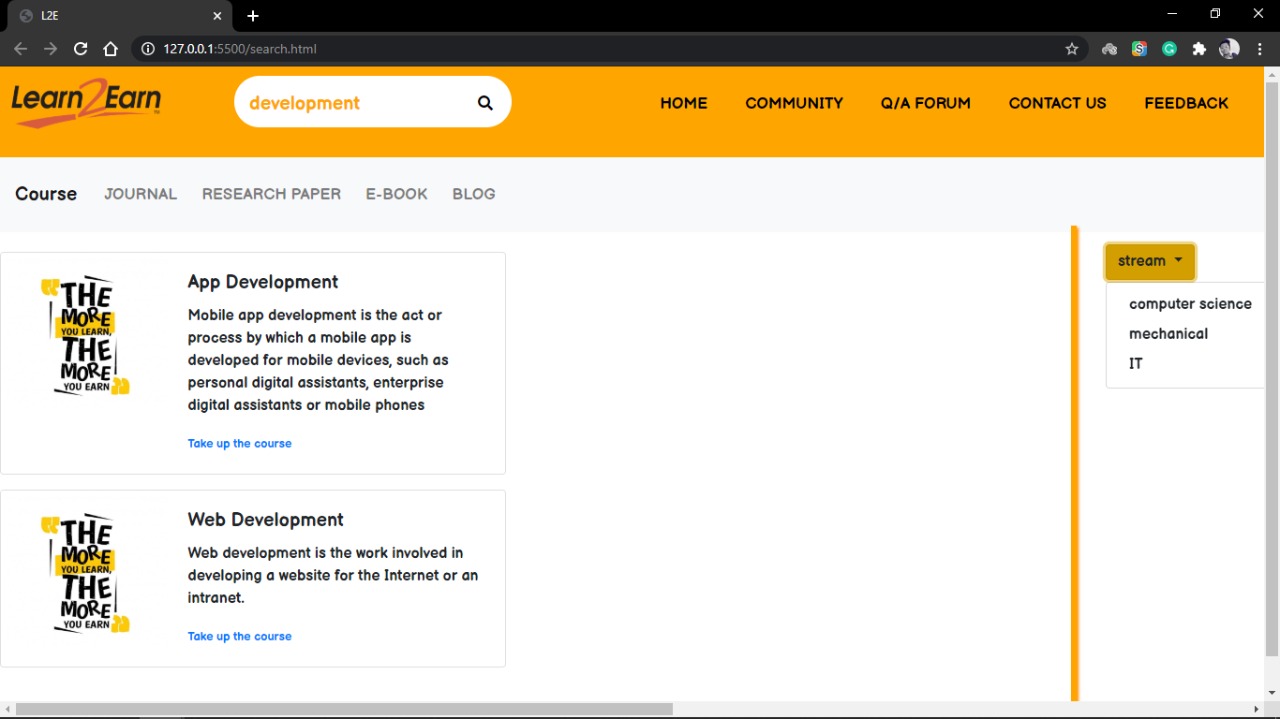 L2E
127.0.0.1:5500/search.html
Learn2Earn
development
HOME COMMUNITY Q/A FORUM CONTACT US FEEDBACK
Course JOURNAL RESEARCH PAPER E-BOOK BLOG
stream
computer science
mechanical
IT
THE
MORE
YOU LEARN,
THE
MORE
YOU EARN
App Development
Mobile app development is the act or
process by which a mobile app is
developed for mobile devices, such as
personal digital assistants, enterprise
digital assistants or mobile phones
Take up the course
THE
MORE
YOU LEARN,
THE
MORE
YOU EARN
Web Development
Web development is the work involved in
developing a website for the Internet or an
intranet.
Take up the course